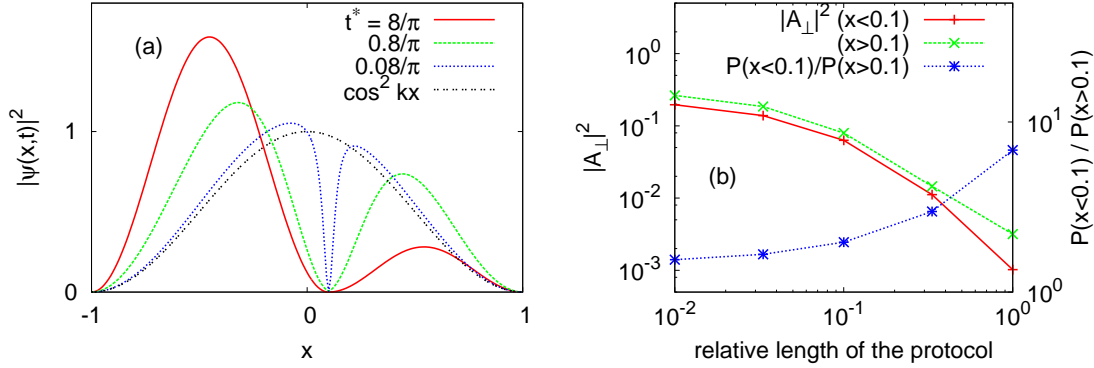 (a)
t* = 8/π
0.8/π
0.08/π
cos² kx
|ψ(x,t)|²
1
0
-1
0
1
x
|A⊥|² (x<0.1)
(x>0.1)
P(x<0.1)/P(x>0.1)
(b)
|A⊥|²
10⁰
10⁻¹
10⁻²
10⁻³
10⁻²
10⁻¹
10⁰
relative length of the protocol
10¹
10⁰
P(x<0.1) / P(x>0.1)